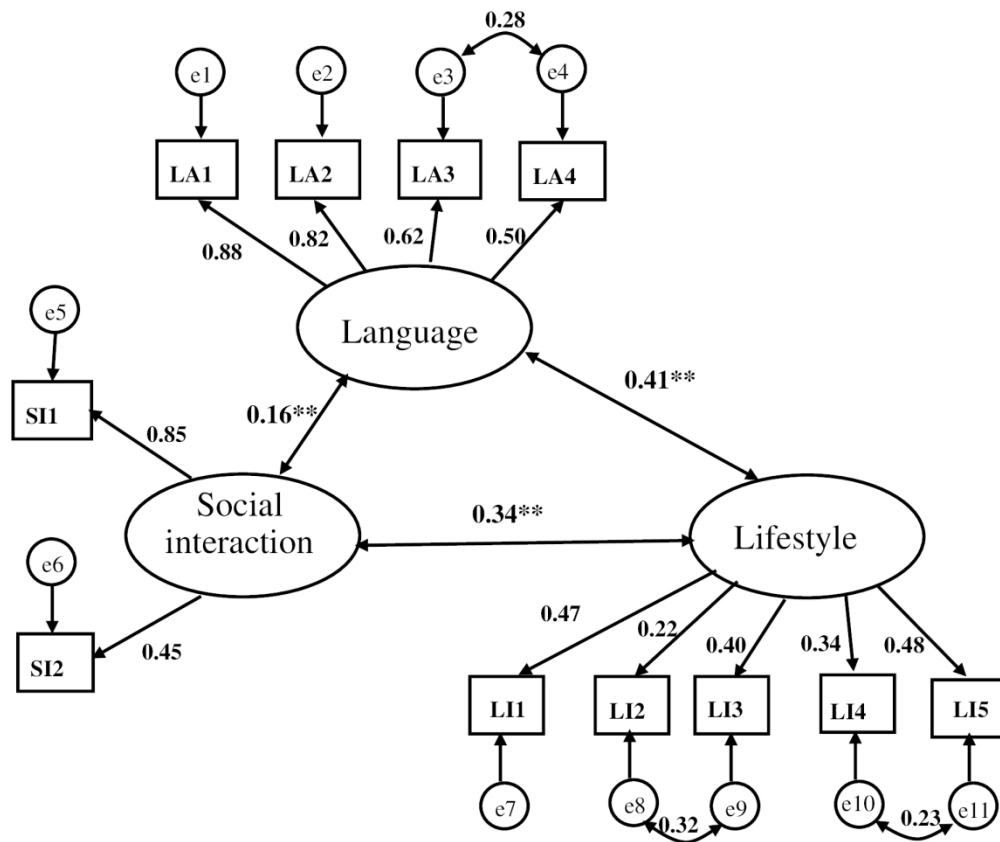 0.28
e1
e2
e3
e4
LA1
LA2
LA3
LA4
0.88
0.82
0.62
0.50
e5
Language
SI1
0.41**
0.16**
0.85
Social
interaction
0.34**
Lifestyle
e6
SI2
0.45
0.47
0.22
0.40
0.34
0.48
LI1
LI2
LI3
LI4
LI5
e7
e8
e9
e10
e11
0.32
0.23